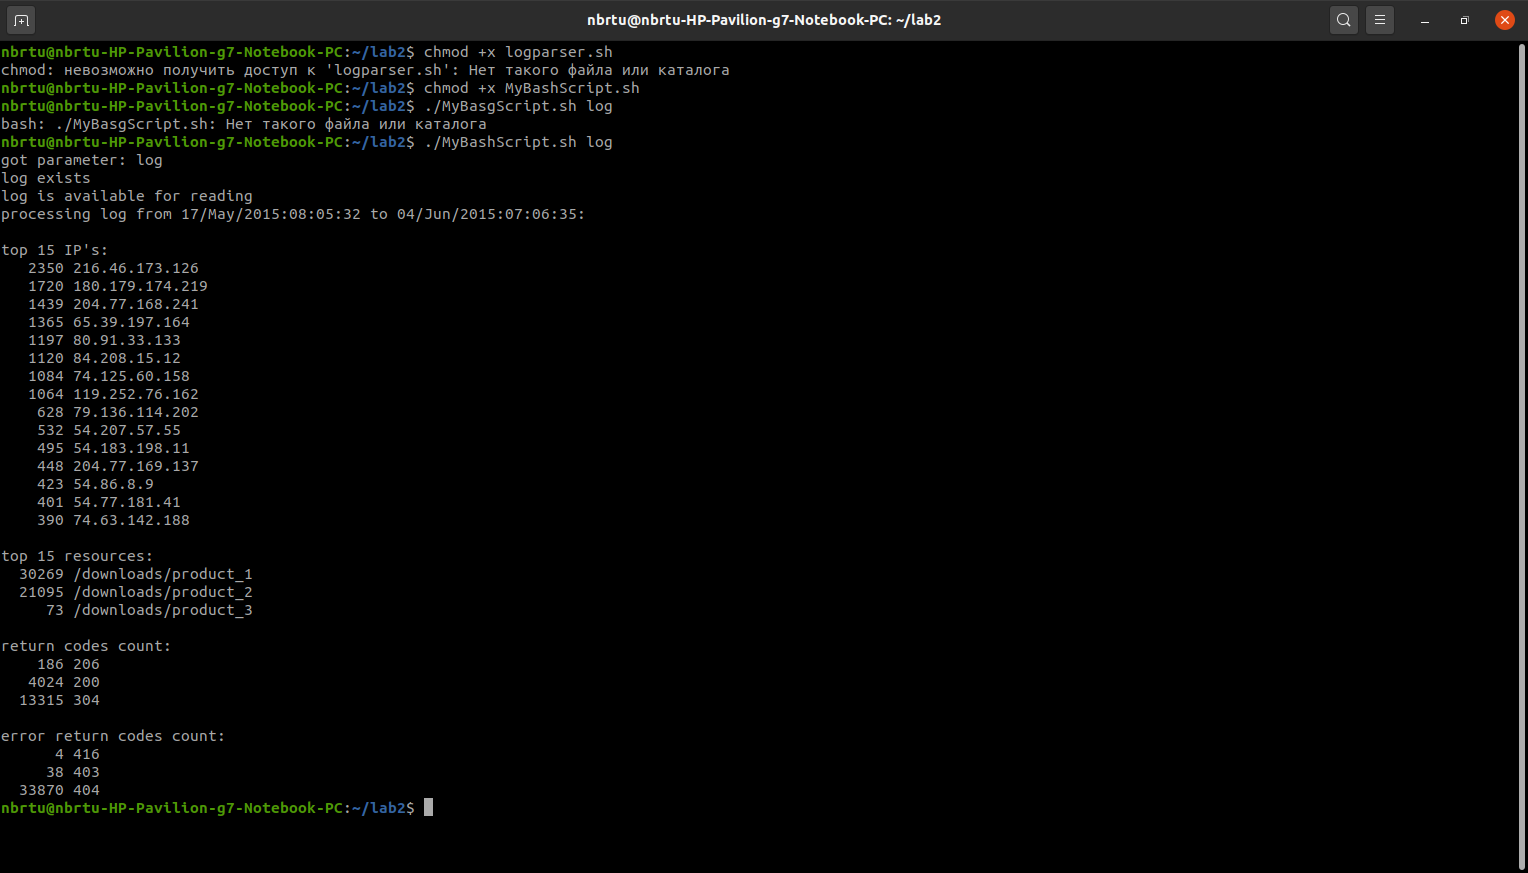 nbrtu@nbrtu-HP-Pavilion-g7-Notebook-PC: ~/lab2
nbrtu@nbrtu-HP-Pavilion-g7-Notebook-PC:~/lab2$ chmod +x logparser.sh
chmod: невозможно получить доступ к 'logparser.sh': Нет такого файла или каталога
nbrtu@nbrtu-HP-Pavilion-g7-Notebook-PC:~/lab2$ chmod +x MyBashScript.sh
nbrtu@nbrtu-HP-Pavilion-g7-Notebook-PC:~/lab2$ ./MyBasgScript.sh log
bash: ./MyBasgScript.sh: Нет такого файла или каталога
nbrtu@nbrtu-HP-Pavilion-g7-Notebook-PC:~/lab2$ ./MyBashScript.sh log
got parameter: log
log exists
log is available for reading
processing log from 17/May/2015:08:05:32 to 04/Jun/2015:07:06:35:
top 15 IP's:
2350 216.46.173.126
1720 180.179.174.219
1439 204.77.168.241
1365 65.39.197.164
1197 80.91.33.133
1120 84.208.15.12
1084 74.125.60.158
1064 119.252.76.162
628 79.136.114.202
532 54.207.57.55
495 54.183.198.11
448 204.77.169.137
423 54.86.8.9
401 54.77.181.41
390 74.63.142.188
top 15 resources:
30269 /downloads/product_1
21095 /downloads/product_2
73 /downloads/product_3
return codes count:
186 206
4024 200
13315 304
error return codes count:
4 416
38 403
33870 404
nbrtu@nbrtu-HP-Pavilion-g7-Notebook-PC:~/lab2$